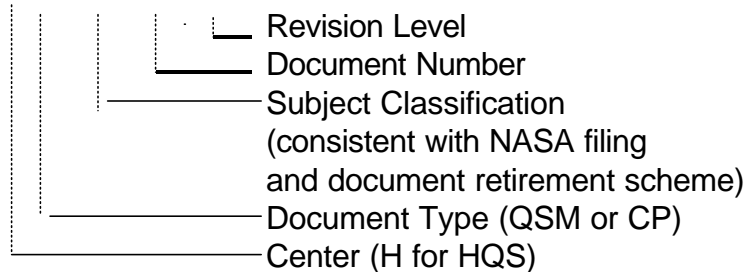 Revision Level
Document Number
Subject Classification
(consistent with NASA filing
and document retirement scheme)
Document Type (QSM or CP)
Center (H for HQS)